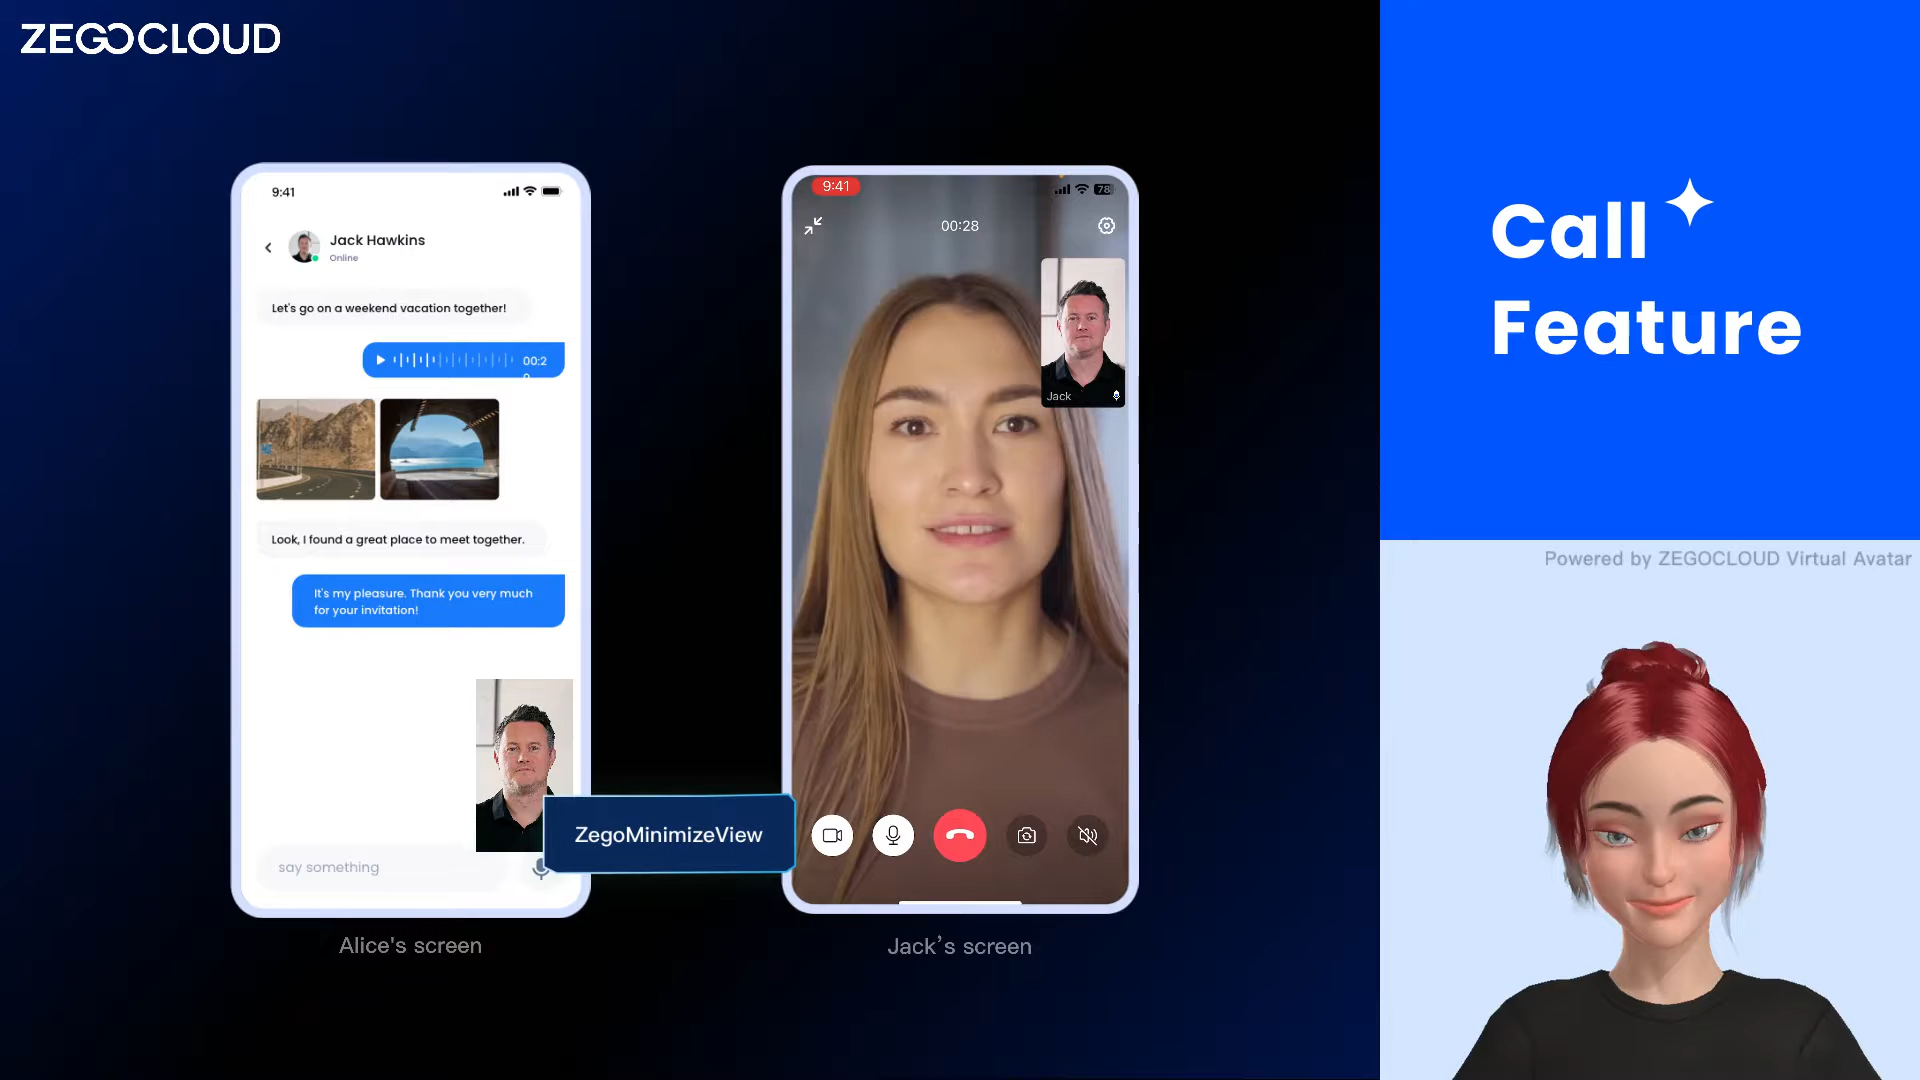 ZEGOCLOUD
9:41
Jack Hawkins
Online
Let's go on a weekend vacation together!
00:2
Look, I found a great place to meet together.
It's my pleasure. Thank you very much
for your invitation!
say something
Alice's screen
ZegoMinimizeView
9:41
78
00:28
Jack
Jack's screen
Call
Feature
Powered by ZEGOCLOUD Virtual Avatar